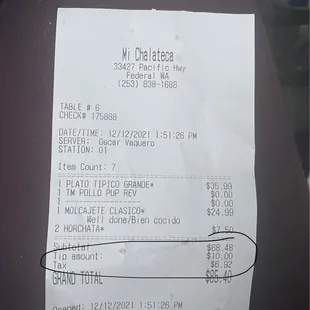 Mi Chalateca
33427 Pacific Hwy
Federal WA
(253) 838-1688
TABLE # 6
CHECK# 175888
DATE/TIME: 12/12/2021 1:51:26 PM
SERVER: Oscar Vaquero
STATION: 01
Item Count: 7
1 PLATO TIPICO GRANDE* $35.99
1 TM POLLO PUP REV $0.00
1 --------------- $0.00
1 MOLCAJETE CLASICO* $24.99
Well done/Bien cocido
2 HORCHATA* $7.50
Subtotal $68.48
Tip amount: $10.00
Tax $6.92
GRAND TOTAL $85.40
Opened: 12/12/2021 1:51:26 PM